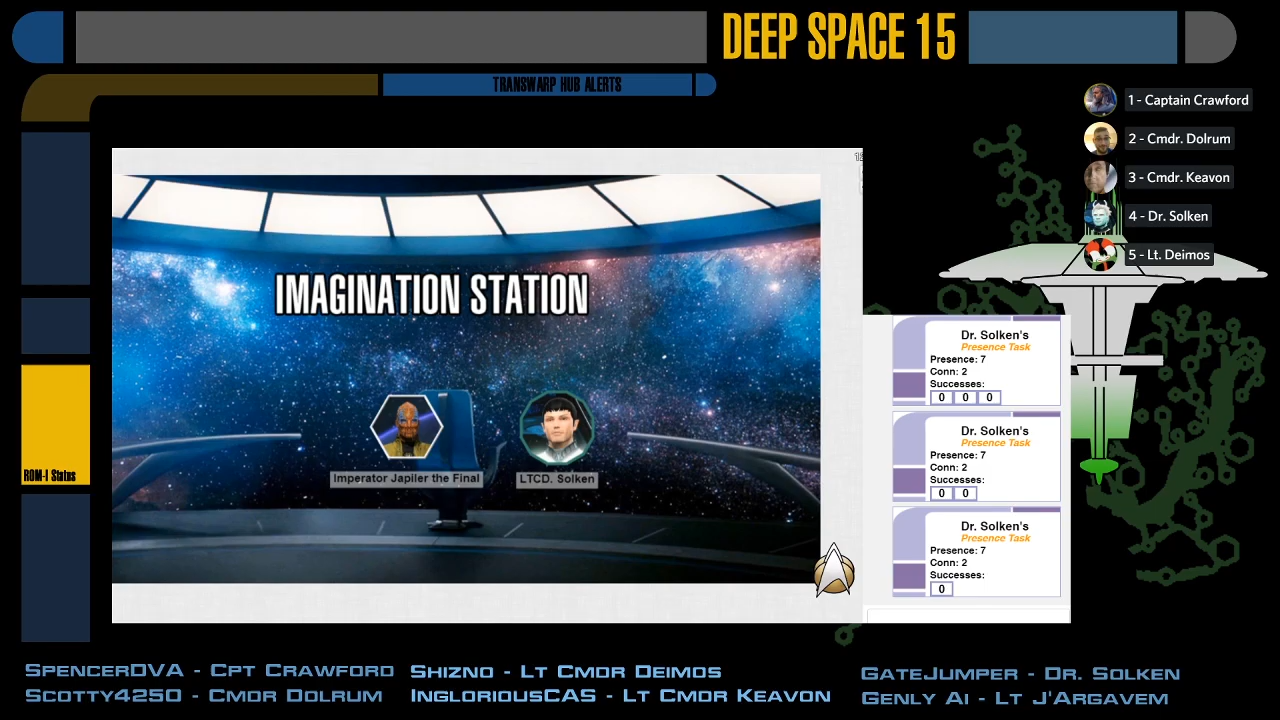 DEEP SPACE 15
TRANSWARP HUB ALERTS
1 - Captain Crawford
2 - Cmdr. Dolrum
3 - Cmdr. Keavon
4 - Dr. Solken
5 - Lt. Deimos
IMAGINATION STATION
Imperator Japiler the Final
LTCD. Solken
Dr. Solken's
Presence Task
Presence: 7
Conn: 2
Successes:
0 0 0
Dr. Solken's
Presence Task
Presence: 7
Conn: 2
Successes:
0 0
Dr. Solken's
Presence Task
Presence: 7
Conn: 2
Successes:
0
ROM-I Status
SpencerDVA - Cpt Crawford
Scotty4250 - Cmdr Dolrum
Shizno - Lt Cmdr Deimos
IngloriousCAS - Lt Cmdr Keavon
GateJumper - Dr. Solken
Genly Ai - Lt J'Argavem